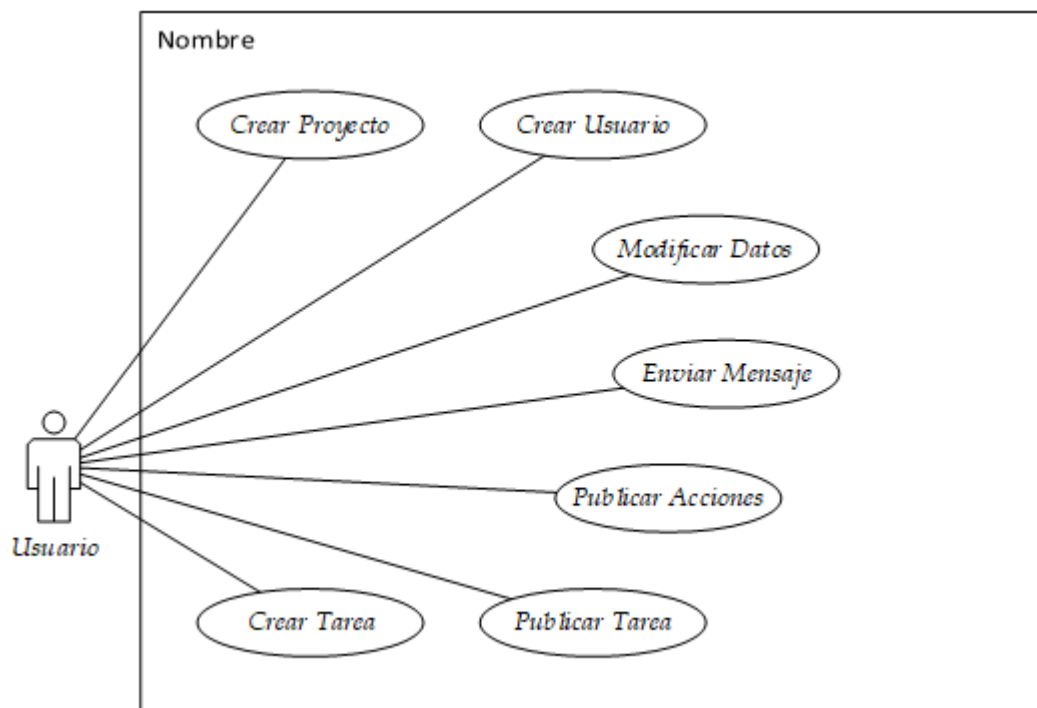 Nombre
Crear Proyecto
Crear Usuario
Modificar Datos
Enviar Mensaje
Publicar Acciones
Usuario
Crear Tarea
Publicar Tarea